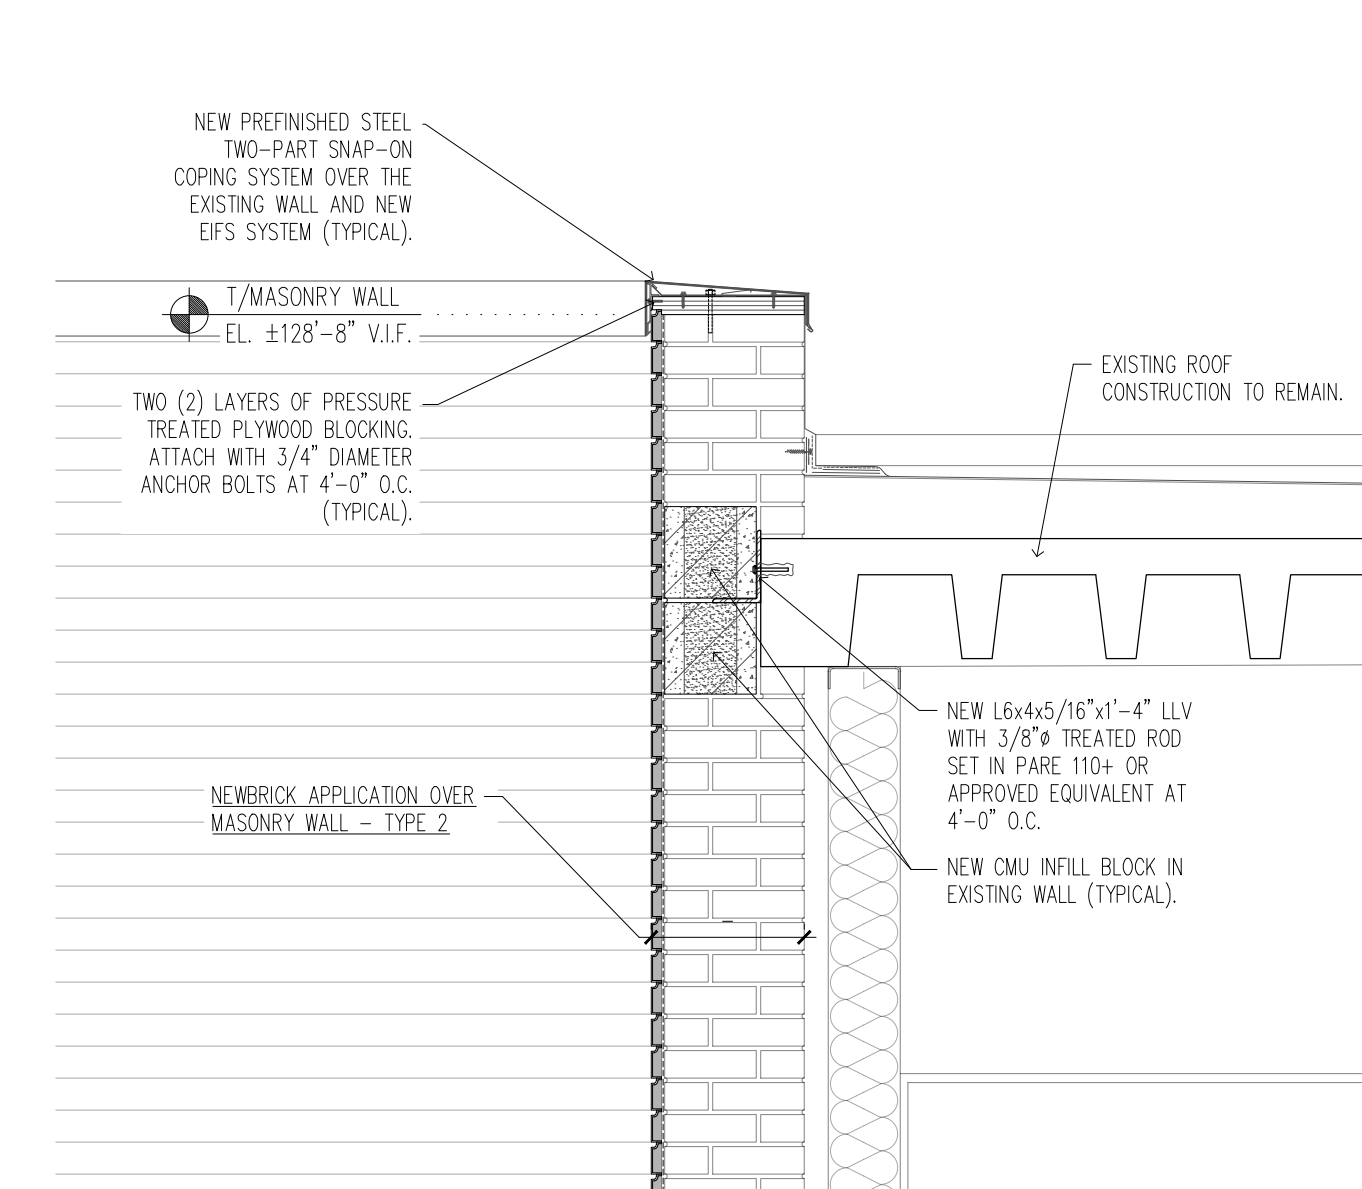 NEW PREFINISHED STEEL
TWO-PART SNAP-ON
COPING SYSTEM OVER THE
EXISTING WALL AND NEW
EIFS SYSTEM (TYPICAL).
T/MASONRY WALL
EL. ±128'-8" V.I.F.
TWO (2) LAYERS OF PRESSURE
TREATED PLYWOOD BLOCKING.
ATTACH WITH 3/4" DIAMETER
ANCHOR BOLTS AT 4'-0" O.C.
(TYPICAL).
EXISTING ROOF
CONSTRUCTION TO REMAIN.
NEW L6x4x5/16"x1'-4" LLV
WITH 3/8"ø TREATED ROD
SET IN PARE 110+ OR
APPROVED EQUIVALENT AT
4'-0" O.C.
NEWBRICK APPLICATION OVER
MASONRY WALL - TYPE 2
NEW CMU INFILL BLOCK IN
EXISTING WALL (TYPICAL).